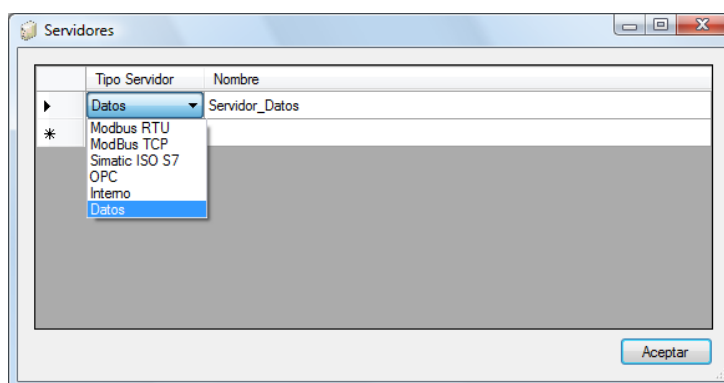 Servidores
Tipo Servidor Nombre
Datos Servidor_Datos
Modbus RTU
ModBus TCP
Simatic ISO S7
OPC
Interno
Datos
Aceptar